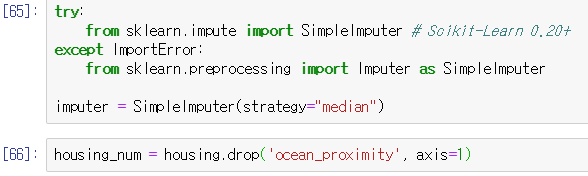 [65]: try:
    from sklearn.impute import SimpleImputer # Scikit-Learn 0.20+
except ImportError:
    from sklearn.preprocessing import Imputer as SimpleImputer

imputer = SimpleImputer(strategy="median")
[66]: housing_num = housing.drop('ocean_proximity', axis=1)